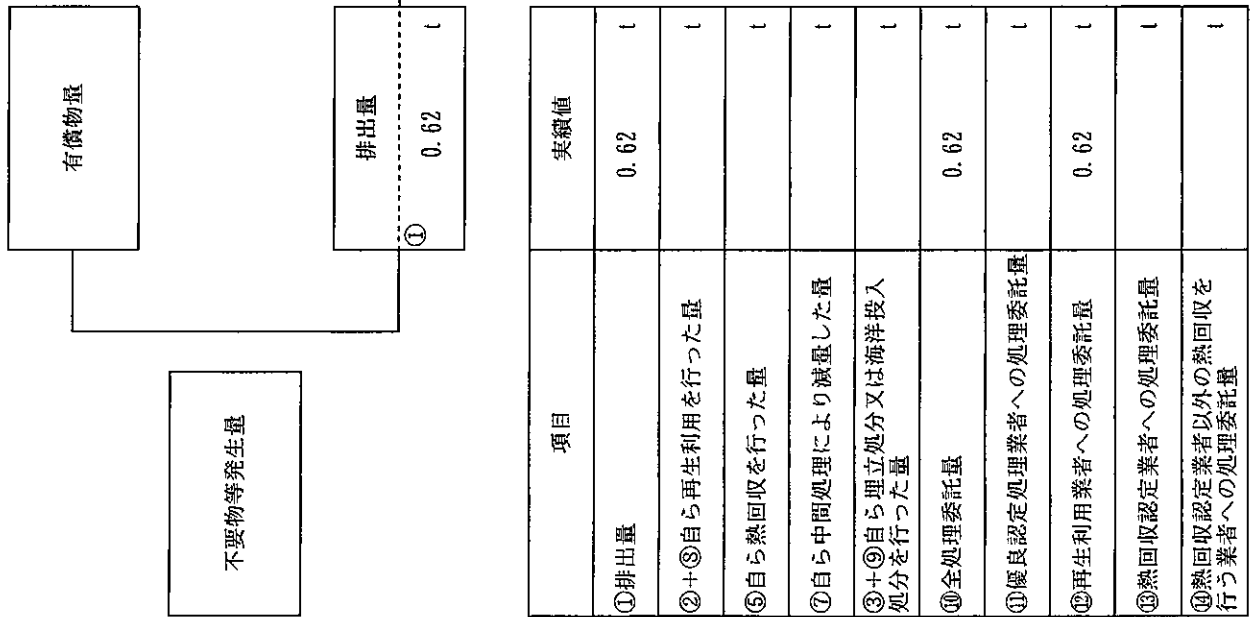 不要物等発生量
有償物量
排出量
①
0.62 t
項目 実績値
①排出量 0.62 t
②+⑧自ら再生利用を行った量 t
⑤自ら熱回収を行った量 t
⑦自ら中間処理により減量した量 t
③+⑨自ら埋立処分又は海洋投入
処分を行った量 t
⑩全処理委託量 0.62 t
⑪優良認定処理業者への処理委託量 t
⑫再生利用業者への処理委託量 0.62 t
⑬熱回収認定業者への処理委託量 t
⑭熱回収認定業者以外の熱回収を
行う業者への処理委託量 t